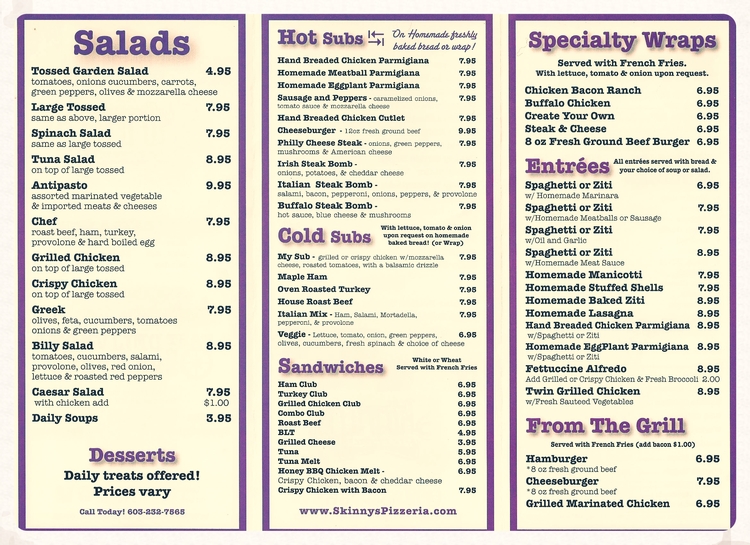 Salads
Tossed Garden Salad 4.95
tomatoes, onions cucumbers, carrots,
green peppers, olives & mozzarella cheese
Large Tossed 7.95
same as above, larger portion
Spinach Salad 7.95
same as large tossed
Tuna Salad 8.95
on top of large tossed
Antipasto 9.95
assorted marinated vegetable
& imported meats & cheeses
Chef 7.95
roast beef, ham, turkey,
provolone & hard boiled egg
Grilled Chicken 8.95
on top of large tossed
Crispy Chicken 8.95
on top of large tossed
Greek 7.95
olives, feta, cucumbers, tomatoes
onions & green peppers
Billy Salad 8.95
tomatoes, cucumbers, salami,
provolone, olives, red onion,
lettuce & roasted red peppers
Caesar Salad 7.95
with chicken add $1.00
Daily Soups 3.95
Desserts
Daily treats offered!
Prices vary
Call Today! 603-232-7565
Hot Subs
On Homemade freshly
baked bread or wrap!
Hand Breaded Chicken Parmigiana 7.95
Homemade Meatball Parmigiana 7.95
Homemade Eggplant Parmigiana 7.95
Sausage and Peppers - caramelized onions, 7.95
tomato sauce & mozzarella cheese
Hand Breaded Chicken Cutlet 7.95
Cheeseburger - 12oz fresh ground beef 9.95
Philly Cheese Steak - onions, green peppers, 7.95
mushrooms & American cheese
Irish Steak Bomb - 7.95
onions, potatoes, & cheddar cheese
Italian Steak Bomb - 7.95
salami, bacon, pepperoni, onions, peppers, & provolone
Buffalo Steak Bomb - 7.95
hot sauce, blue cheese & mushrooms
Cold Subs
With lettuce, tomato & onion
upon request on homemade
baked bread! (or Wrap)
My Sub - grilled or crispy chicken w/mozzarella 7.95
cheese, roasted tomatoes, with a balsamic drizzle
Maple Ham 7.95
Oven Roasted Turkey 7.95
House Roast Beef 7.95
Italian Mix - Ham, Salami, Mortadella, 7.95
pepperoni, & provolone
Veggie - Lettuce, tomato, onion, green peppers, 6.95
olives, cucumbers, fresh spinach & choice of cheese
Sandwiches
White or Wheat
Served with French Fries
Ham Club 6.95
Turkey Club 6.95
Grilled Chicken Club 6.95
Combo Club 6.95
Roast Beef 6.95
BLT 4.95
Grilled Cheese 3.95
Tuna 5.95
Tuna Melt 6.95
Honey BBQ Chicken Melt - 6.95
Crispy Chicken, bacon & cheddar cheese
Crispy Chicken with Bacon 7.95
www.SkinnysPizzeria.com
Specialty Wraps
Served with French Fries.
With lettuce, tomato & onion upon request.
Chicken Bacon Ranch 6.95
Buffalo Chicken 6.95
Create Your Own 6.95
Steak & Cheese 6.95
8 oz Fresh Ground Beef Burger 6.95
Entrées
All entrées served with bread &
your choice of soup or salad.
Spaghetti or Ziti 6.95
w/ Homemade Marinara
Spaghetti or Ziti 7.95
w/Homemade Meatballs or Sausage
Spaghetti or Ziti 7.95
w/Oil and Garlic
Spaghetti or Ziti 8.95
w/Homemade Meat Sauce
Homemade Manicotti 7.95
Homemade Stuffed Shells 7.95
Homemade Baked Ziti 8.95
Homemade Lasagna 8.95
Hand Breaded Chicken Parmigiana 8.95
w/Spaghetti or Ziti
Homemade EggPlant Parmigiana 8.95
w/Spaghetti or Ziti
Fettuccine Alfredo 8.95
Add Grilled or Crispy Chicken & Fresh Broccoli 2.00
Twin Grilled Chicken 8.95
w/Fresh Sauteed Vegetables
From The Grill
Served with French Fries (add bacon $1.00)
Hamburger 6.95
*8 oz fresh ground beef
Cheeseburger 7.95
*8 oz fresh ground beef
Grilled Marinated Chicken 6.95